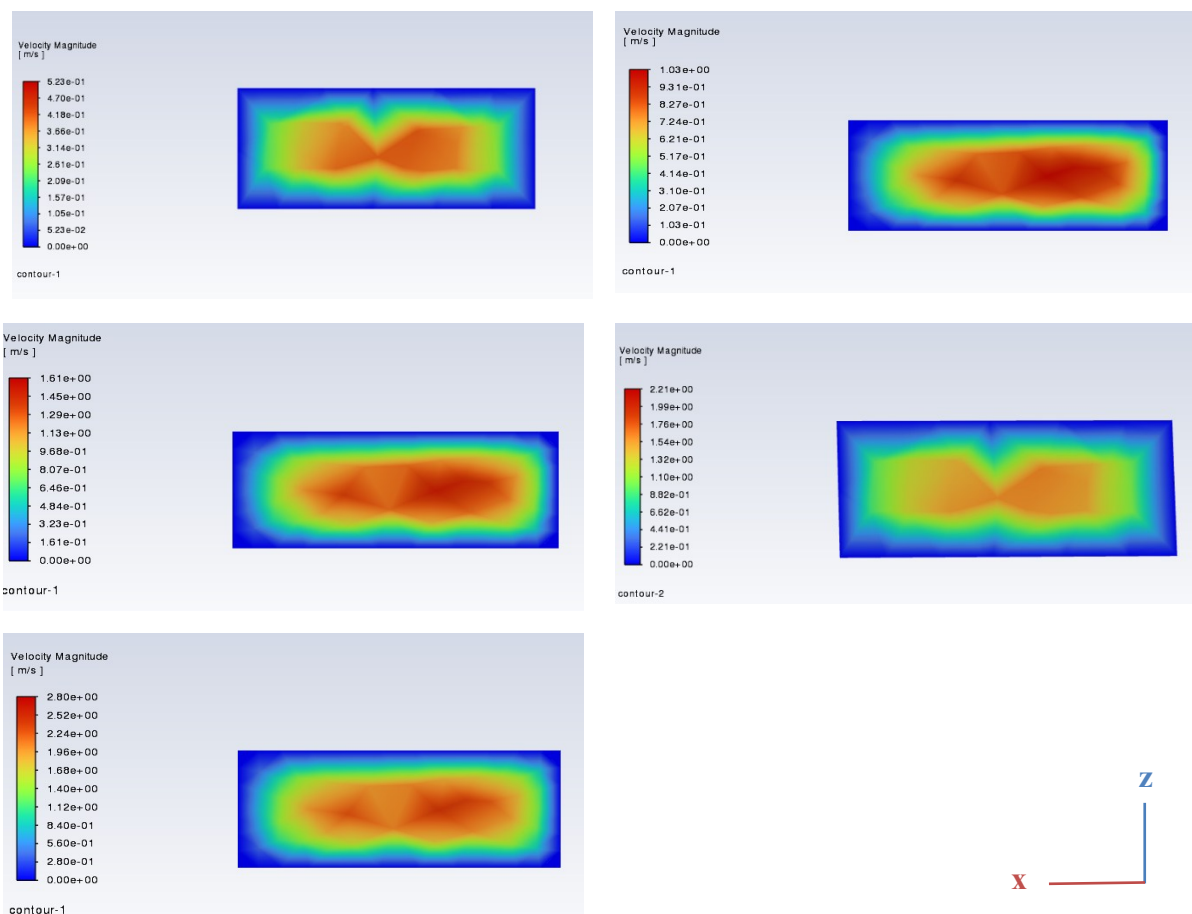 Velocity Magnitude
[ m/s ]
5.23e-01
4.70e-01
4.18e-01
3.66e-01
3.14e-01
2.61e-01
2.09e-01
1.57e-01
1.05e-01
5.23e-02
0.00e+00
contour-1
Velocity Magnitude
[ m/s ]
1.03e+00
9.31e-01
8.27e-01
7.24e-01
6.21e-01
5.17e-01
4.14e-01
3.10e-01
2.07e-01
1.03e-01
0.00e+00
contour-1
Velocity Magnitude
[ m/s ]
1.61e+00
1.45e+00
1.29e+00
1.13e+00
9.68e-01
8.07e-01
6.46e-01
4.84e-01
3.23e-01
1.61e-01
0.00e+00
contour-1
Velocity Magnitude
[ m/s ]
2.21e+00
1.99e+00
1.76e+00
1.54e+00
1.32e+00
1.10e+00
8.82e-01
6.62e-01
4.41e-01
2.21e-01
0.00e+00
contour-2
Velocity Magnitude
[ m/s ]
2.80e+00
2.52e+00
2.24e+00
1.96e+00
1.68e+00
1.40e+00
1.12e+00
8.40e-01
5.60e-01
2.80e-01
0.00e+00
contour-1
Z
X